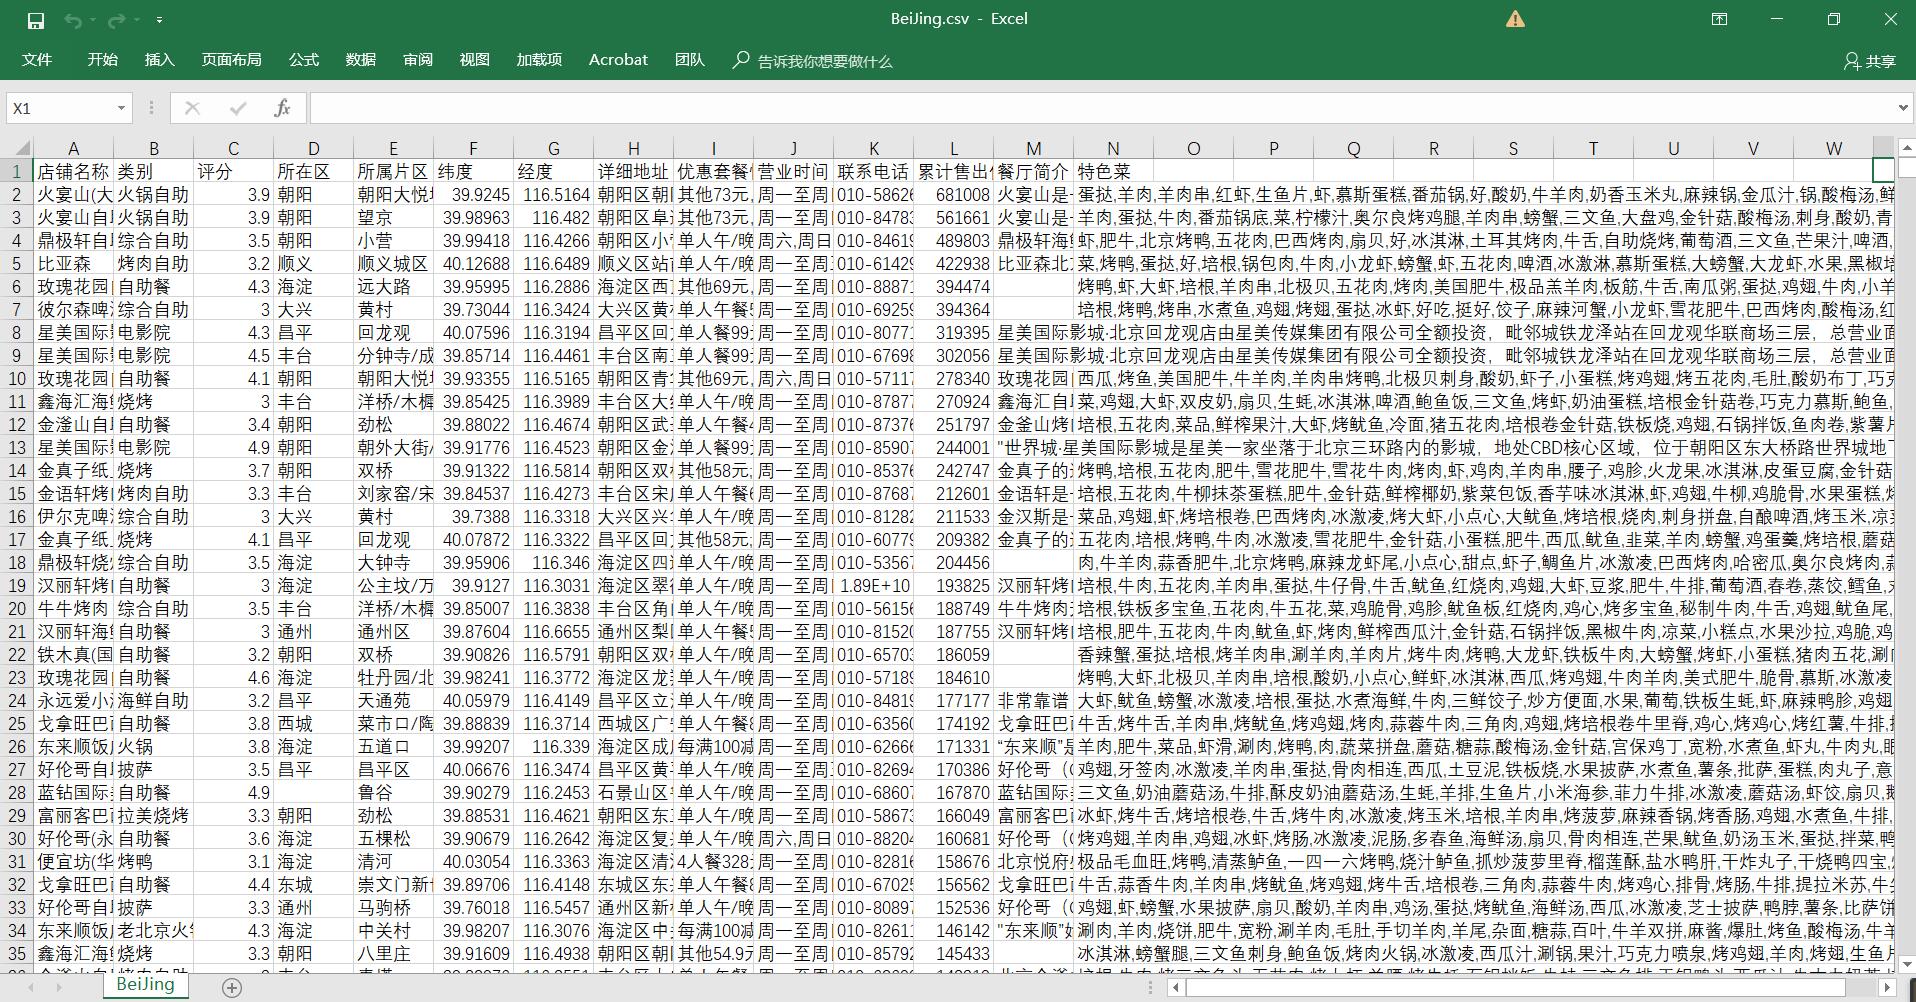 BeiJing.csv - Excel
文件 开始 插入 页面布局 公式 数据 审阅 视图 加载项 Acrobat 团队 告诉我你想要做什么 共享
X1 fx
A B C D E F G H I J K L M N O P Q R S T U V W
1 店铺名称 类别 评分 所在区 所属片区 纬度 经度 详细地址 优惠套餐 营业时间 联系电话 累计售出 餐厅简介 特色菜
2 火宴山(大 火锅自助 3.9 朝阳 朝阳大悦 39.9245 116.5164 朝阳区朝 其他73元, 周一至周 010-5862 681008 火宴山是 蛋挞,羊肉,羊肉串,红虾,生鱼片,虾,慕斯蛋糕,番茄锅,好,酸奶,牛羊肉,奶香玉米丸,麻辣锅,金瓜汁,锅,酸梅汤,鲜
3 火宴山自 火锅自助 3.9 朝阳 望京 39.98963 116.482 朝阳区阜 其他73元, 周一至周 010-84783 561661 火宴山是 羊肉,蛋挞,牛肉,番茄锅底,菜,柠檬汁,奥尔良烤鸡腿,羊肉串,螃蟹,三文鱼,大盘鸡,金针菇,酸梅汤,刺身,酸奶,青
4 鼎极轩自 综合自助 3.5 朝阳 小营 39.99418 116.4266 朝阳区小 单人午/晚 周六,周日 010-84619 489803 鼎极轩海 虾,肥牛,北京烤鸭,五花肉,巴西烤肉,扇贝,好,冰淇淋,土耳其烤肉,牛舌,自助烧烤,葡萄酒,三文鱼,芒果汁,啤酒,
5 比亚森 烤肉自助 3.2 顺义 顺义城区 40.12688 116.6489 顺义区站 单人午/晚 周一至周 010-61429 422938 比亚森北 菜,烤鸭,蛋挞,好,培根,锅包肉,牛肉,小龙虾,螃蟹,虾,五花肉,啤酒,冰激淋,慕斯蛋糕,大螃蟹,大龙虾,水果,黑椒
6 玫瑰花园 自助餐 4.3 海淀 远大路 39.95995 116.2886 海淀区西 其他69元, 周一至周 010-88871 394474 烤鸭,虾,大虾,培根,羊肉串,北极贝,五花肉,烤肉,美国肥牛,极品羔羊肉,板筋,牛舌,南瓜粥,蛋挞,鸡翅,牛肉,小羊
7 彼尔森啤 综合自助 3 大兴 黄村 39.73044 116.3424 大兴区黄 单人午餐 周一至周 010-69259 394364 培根,烤鸭,烤串,水煮鱼,鸡翅,烤翅,蛋挞,冰虾,好吃,挺好,饺子,麻辣河蟹,小龙虾,雪花肥牛,巴西烤肉,酸梅汤,红
8 星美国际 电影院 4.3 昌平 回龙观 40.07596 116.3194 昌平区回 单人餐99 周一至周 010-80771 319395 星美国际影城·北京回龙观店由星美传媒集团有限公司全额投资，毗邻城铁龙泽站在回龙观华联商场三层，总营业面
9 星美国际 电影院 4.5 丰台 分钟寺/成 39.85714 116.4461 丰台区南 单人餐99 周一至周 010-67698 302056 星美国际影城·北京回龙观店由星美传媒集团有限公司全额投资，毗邻城铁龙泽站在回龙观华联商场三层，总营业面
10 玫瑰花园 自助餐 4.1 朝阳 朝阳大悦 39.93355 116.5165 朝阳区青 其他69元, 周六,周日 010-57117 278340 玫瑰花园 西瓜,烤鱼,美国肥牛,牛羊肉,羊肉串烤鸭,北极贝刺身,酸奶,虾子,小蛋糕,烤鸡翅,烤五花肉,毛肚,酸奶布丁,巧克
11 鑫海汇海 烧烤 3 丰台 洋桥/木樨 39.85425 116.3989 丰台区大 单人午/晚 周一至周 010-87877 270924 鑫海汇自 菜,鸡翅,大虾,双皮奶,扇贝,生蚝,冰淇淋,啤酒,鲍鱼饭,三文鱼,烤虾,奶油蛋糕,培根金针菇卷,巧克力慕斯,鲍鱼,
12 金滏山自 自助餐 3.4 朝阳 劲松 39.88022 116.4674 朝阳区武 单人午餐 周一至周 010-87376 251797 金釜山烤 培根,五花肉,菜品,鲜榨果汁,大虾,烤鱿鱼,冷面,猪五花肉,培根卷金针菇,铁板烧,鸡翅,石锅拌饭,鱼肉卷,紫薯
13 星美国际 电影院 4.9 朝阳 朝外大街 39.91776 116.4523 朝阳区金 单人餐99 周一至周 010-85907 244001 "世界城·星美国际影城是星美一家坐落于北京三环路内的影城，地处CBD核心区域，位于朝阳区东大桥路世界城地
14 金真子纸 烧烤 3.7 朝阳 双桥 39.91322 116.5814 朝阳区双 其他58元 周一至周 010-85376 242747 金真子的 烤鸭,培根,五花肉,肥牛,雪花肥牛,雪花牛肉,烤肉,虾,鸡肉,羊肉串,腰子,鸡胗,火龙果,冰淇淋,皮蛋豆腐,金针菇
15 金语轩烤 烤肉自助 3.3 丰台 刘家窑/宋 39.84537 116.4273 丰台区宋 单人午餐 周一至周 010-87687 212601 金语轩是 培根,五花肉,牛柳抹茶蛋糕,肥牛,金针菇,鲜榨椰奶,紫菜包饭,香芋味冰淇淋,虾,鸡翅,牛柳,鸡脆骨,水果蛋糕,
16 伊尔克啤 综合自助 3 大兴 黄村 39.7388 116.3318 大兴区兴 单人午/晚 周一至周 010-81282 211533 金汉斯是 菜品,鸡翅,虾,烤培根卷,巴西烤肉,冰激凌,烤大虾,小点心,大鱿鱼,烤培根,烧肉,刺身拼盘,自酿啤酒,烤玉米,凉
17 金真子纸 烧烤 4.1 昌平 回龙观 40.07872 116.3322 昌平区回 其他58元 周一至周 010-60779 209382 金真子的 五花肉,培根,烤鸭,牛肉,冰激凌,雪花肥牛,金针菇,小蛋糕,肥牛,西瓜,鱿鱼,韭菜,羊肉,螃蟹,鸡蛋羹,烤培根,蘑菇
18 鼎极轩烧 综合自助 3.5 海淀 大钟寺 39.95906 116.346 海淀区四 单人午/晚 周一至周 010-53567 204456 肉,牛羊肉,蒜香肥牛,北京烤鸭,麻辣龙虾尾,小点心,甜点,虾子,鲷鱼片,冰激凌,巴西烤肉,哈密瓜,奥尔良烤肉,蒜
19 汉丽轩烤 自助餐 3 海淀 公主坟/万 39.9127 116.3031 海淀区翠 单人午/晚 周一至周 1.89E+10 193825 汉丽轩烤 培根,牛肉,五花肉,羊肉串,蛋挞,牛仔骨,牛舌,鱿鱼,红烧肉,鸡翅,大虾,豆浆,肥牛,牛排,葡萄酒,春卷,蒸饺,鳕鱼,
20 牛牛烤肉 综合自助 3.5 丰台 洋桥/木樨 39.85007 116.3838 丰台区角 单人午/晚 周一至周 010-56156 188749 牛牛烤肉 培根,铁板多宝鱼,五花肉,牛五花,菜,鸡脆骨,鸡胗,鱿鱼板,红烧肉,鸡心,烤多宝鱼,秘制牛肉,牛舌,鸡翅,鱿鱼尾,
21 汉丽轩海 自助餐 3 通州 通州区 39.87604 116.6655 通州区梨 单人午餐 周一至周 010-81520 187755 汉丽轩烤 培根,肥牛,五花肉,牛肉,鱿鱼,虾,烤肉,鲜榨西瓜汁,金针菇,石锅拌饭,黑椒牛肉,凉菜,小糕点,水果沙拉,鸡脆,鸡
22 铁木真(国 自助餐 3.2 朝阳 双桥 39.90826 116.5791 朝阳区双 单人午/晚 周一至周 010-65703 186059 香辣蟹,蛋挞,培根,烤羊肉串,涮羊肉,羊肉片,烤牛肉,烤鸭,大龙虾,铁板牛肉,大螃蟹,烤虾,小蛋糕,猪肉五花,涮
23 玫瑰花园 自助餐 4.6 海淀 牡丹园/北 39.98241 116.3772 海淀区龙 单人午/晚 周一至周 010-57189 184610 烤鸭,大虾,北极贝,羊肉串,培根,酸奶,小点心,鲜虾,冰淇淋,西瓜,烤鸡翅,牛肉羊肉,美式肥牛,脆骨,慕斯,冰激凌
24 永远爱小 海鲜自助 3.2 昌平 天通苑 40.05979 116.4149 昌平区立 单人午/晚 周一至周 010-84819 177177 非常靠谱 大虾,鱿鱼,螃蟹,冰激凌,培根,蛋挞,水煮海鲜,牛肉,三鲜饺子,炒方便面,水果,葡萄,铁板生蚝,虾,麻辣鸭胗,鸡翅
25 戈拿旺巴 自助餐 3.8 西城 菜市口/陶 39.88839 116.3714 西城区广 单人午餐 周一至周 010-63560 174192 戈拿旺巴 牛舌,烤牛舌,羊肉串,烤鱿鱼,烤鸡翅,烤肉,蒜蓉牛肉,三角肉,鸡翅,烤培根卷牛里脊,鸡心,烤鸡心,烤红薯,牛排,
26 东来顺饭 火锅 3.8 海淀 五道口 39.99207 116.339 海淀区成 每满100减 周一至周 010-62666 171331 “东来顺”是 羊肉,肥牛,菜品,虾滑,涮肉,烤鸭,肉,蔬菜拼盘,蘑菇,糖蒜,酸梅汤,金针菇,宫保鸡丁,宽粉,水煮鱼,虾丸,牛肉丸,
27 好伦哥自 披萨 3.5 昌平 昌平区 40.06676 116.3474 昌平区黄 单人午/晚 周一至周 010-82694 170386 好伦哥（ 鸡翅,牙签肉,冰激凌,羊肉串,蛋挞,骨肉相连,西瓜,土豆泥,铁板烧,水果披萨,水煮鱼,薯条,批萨,蛋糕,肉丸子,意
28 蓝钻国际 自助餐 4.9 鲁谷 39.90279 116.2453 石景山区 单人午/晚 周一至周 010-68607 167870 蓝钻国际 三文鱼,奶油蘑菇汤,牛排,酥皮奶油蘑菇汤,生蚝,羊排,生鱼片,小米海参,菲力牛排,冰激凌,蘑菇汤,虾饺,扇贝,
29 富丽客巴 拉美烧烤 3.3 朝阳 劲松 39.88531 116.4621 朝阳区东 单人午/晚 周一至周 010-58673 166049 富丽客巴 冰虾,烤牛舌,烤培根卷,牛舌,烤牛肉,冰激凌,烤玉米,培根,羊肉串,烤菠萝,麻辣香锅,烤香肠,鸡翅,水煮鱼,牛排,
30 好伦哥(永 自助餐 3.6 海淀 五棵松 39.90679 116.2642 海淀区复 单人午/晚 周六,周日 010-88204 160681 好伦哥（ 烤鸡翅,羊肉串,鸡翅,冰虾,烤肠,冰激凌,泥肠,多春鱼,海鲜汤,扇贝,骨肉相连,芒果,鱿鱼,奶汤玉米,蛋挞,拌菜,鸭
31 便宜坊(华 烤鸭 3.1 海淀 清河 40.03054 116.3363 海淀区清 4人餐328 周一至周 010-82816 158676 北京悦府 极品毛血旺,烤鸭,清蒸鲈鱼,一四一六烤鸭,烧汁鲈鱼,抓炒菠萝里脊,榴莲酥,盐水鸭肝,干炸丸子,干烧鸭四宝,
32 戈拿旺巴 自助餐 4.4 东城 崇文门新 39.89706 116.4148 东城区东 单人午餐 周一至周 010-67025 156562 戈拿旺巴 牛舌,蒜香牛肉,羊肉串,烤鱿鱼,烤鸡翅,烤牛舌,培根卷,三角肉,蒜蓉牛肉,烤鸡心,排骨,烤肠,牛排,提拉米苏,牛
33 好伦哥自 披萨 3.3 通州 马驹桥 39.76018 116.5457 通州区新 单人午/晚 周一至周 010-80897 152536 好伦哥（ 鸡翅,虾,螃蟹,水果披萨,扇贝,酸奶,羊肉串,鸡汤,蛋挞,烤鱿鱼,海鲜汤,西瓜,冰激凌,芝士披萨,鸭脖,薯条,比萨饼
34 东来顺饭 老北京火 4.3 海淀 中关村 39.98207 116.3076 海淀区中 每满100减 周一至周 010-82611 146142 "东来顺” 涮肉,羊肉,烧饼,肥牛,宽粉,涮羊肉,毛肚,手切羊肉,羊尾,杂面,糖蒜,百叶,牛羊双拼,麻酱,爆肚,烤鱼,酸梅汤,牛羊
35 鑫海汇海 烧烤 3.3 朝阳 八里庄 39.91609 116.4938 朝阳区朝 其他54.9元 周一至周 010-85792 145433 冰淇淋,螃蟹腿,三文鱼刺身,鲍鱼饭,烤肉火锅,冰激凌,西瓜汁,涮锅,果汁,巧克力喷泉,烤鸡翅,羊肉,烤翅,生鱼片
BeiJing